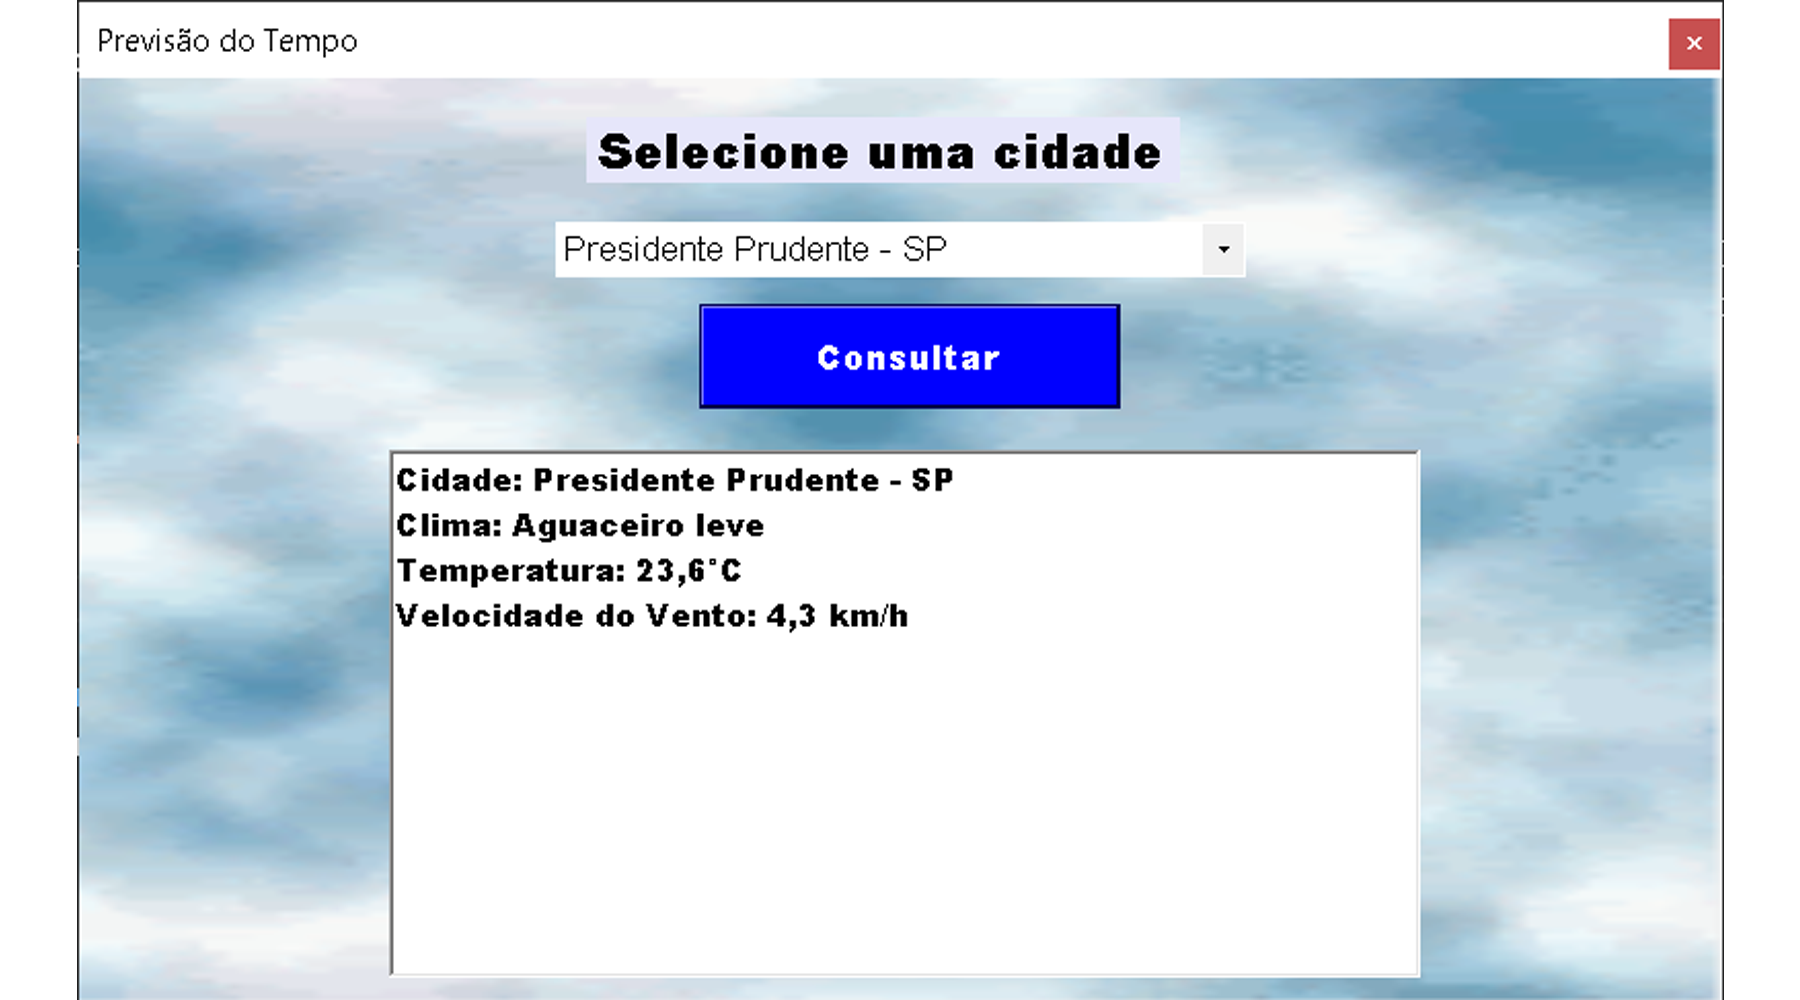 Previsão do Tempo
Selecione uma cidade
Presidente Prudente - SP
Consultar
Cidade: Presidente Prudente - SP
Clima: Aguaceiro leve
Temperatura: 23,6°C
Velocidade do Vento: 4,3 km/h